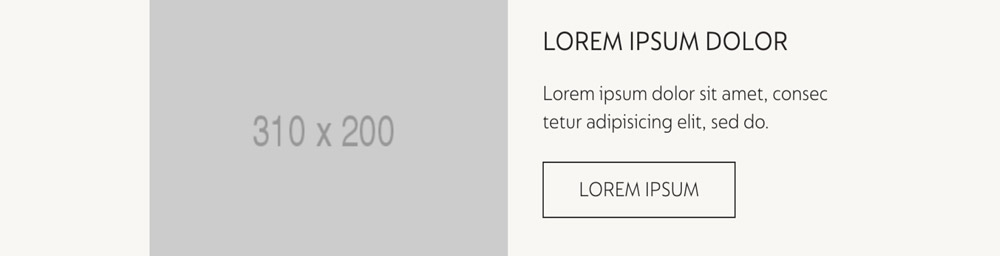 310 x 200
LOREM IPSUM DOLOR
Lorem ipsum dolor sit amet, consec
tetur adipisicing elit, sed do.
LOREM IPSUM